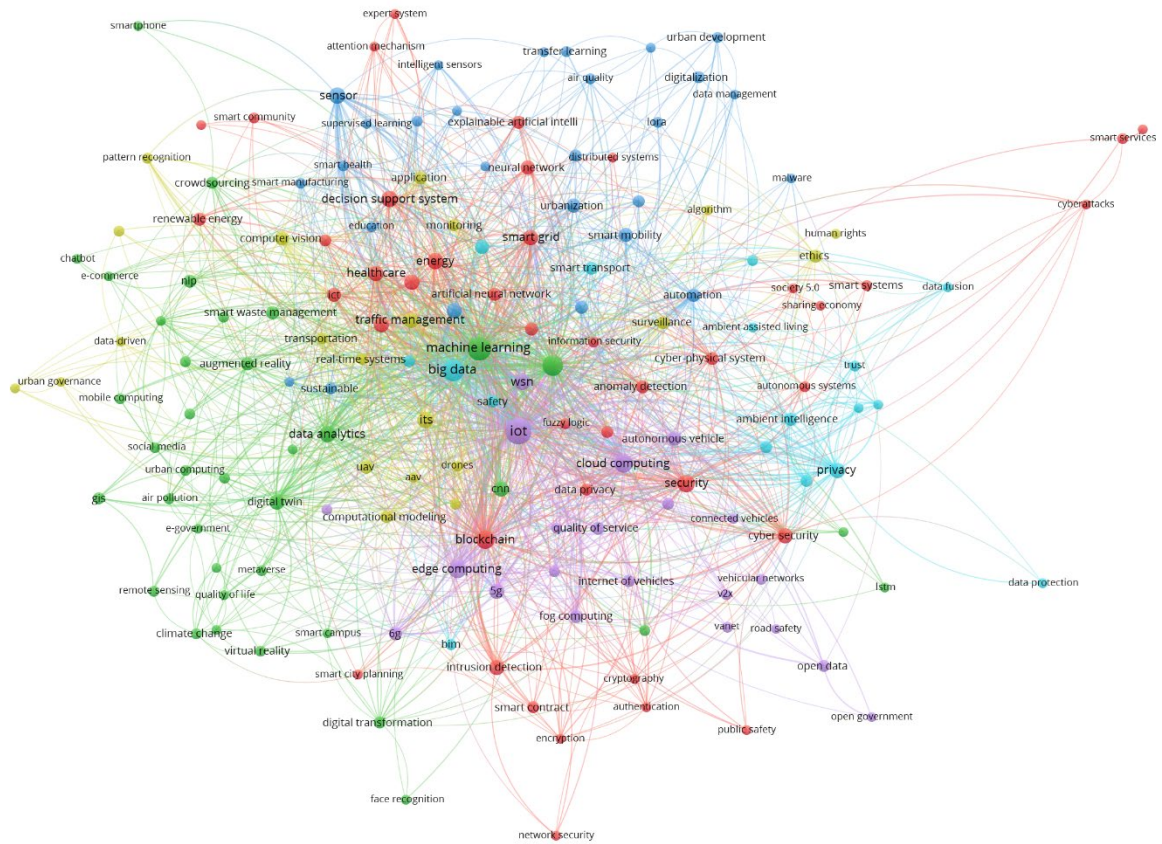 smartphone
expert system
attention mechanism
transfer learning
urban development
intelligent sensors
air quality
digitalization
sensor
data management
smart community
supervised learning
explainable artificial intelli
lora
smart services
pattern recognition
smart health
neural network
distributed systems
crowdsourcing
smart manufacturing
application
malware
decision support system
urbanization
cyberattacks
renewable energy
education
monitoring
algorithm
computer vision
smart grid
smart mobility
human rights
chatbot
energy
ethics
e-commerce
nlp
healthcare
smart transport
ict
artificial neural network
automation
society 5.0
smart systems
data fusion
sharing economy
smart waste management
traffic management
surveillance
ambient assisted living
data-driven
transportation
machine learning
information security
augmented reality
real-time systems
big data
cyber-physical system
trust
urban governance
mobile computing
sustainable
wsn
anomaly detection
autonomous systems
safety
its
iot
fuzzy logic
ambient intelligence
social media
data analytics
autonomous vehicle
urban computing
uav
drones
cloud computing
privacy
aav
gis
air pollution
digital twin
cnn
data privacy
security
e-government
computational modeling
quality of service
connected vehicles
blockchain
cyber security
metaverse
edge computing
internet of vehicles
vehicular networks
data protection
remote sensing
quality of life
5g
v2x
lstm
climate change
smart campus
6g
fog computing
vanet
road safety
virtual reality
bim
smart city planning
intrusion detection
open data
cryptography
digital transformation
smart contract
authentication
open government
encryption
public safety
face recognition
network security